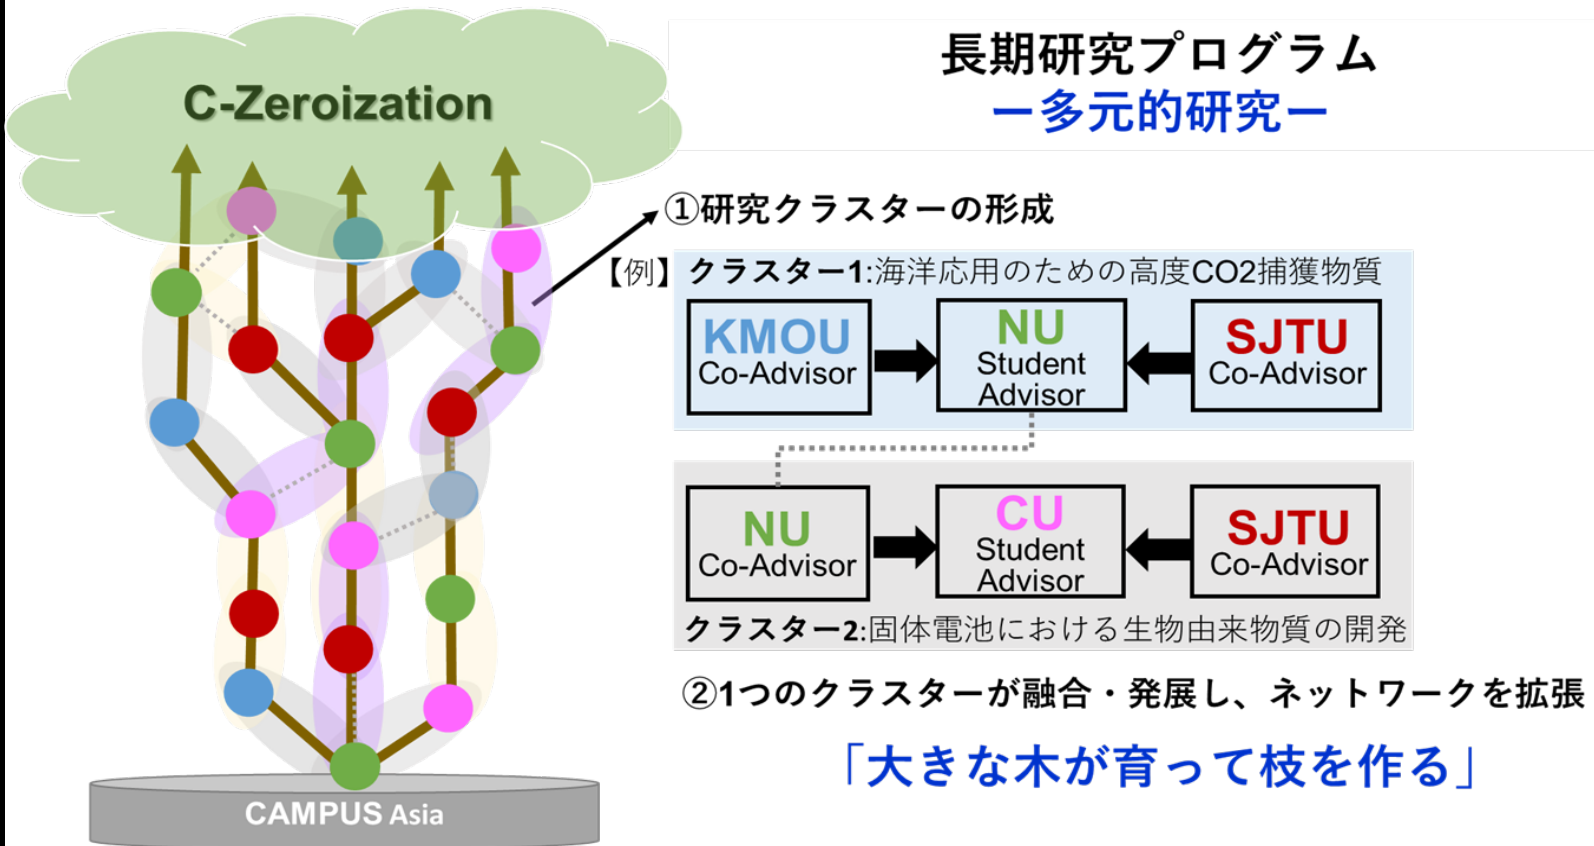 C-Zeroization
長期研究プログラム
ー多元的研究ー
①研究クラスターの形成
【例】クラスター1:海洋応用のための高度CO2捕獲物質
KMOU
Co-Advisor
NU
Student
Advisor
SJTU
Co-Advisor
NU
Co-Advisor
CU
Student
Advisor
SJTU
Co-Advisor
クラスター2:固体電池における生物由来物質の開発
②1つのクラスターが融合・発展し、ネットワークを拡張
「大きな木が育って枝を作る」
CAMPUS Asia